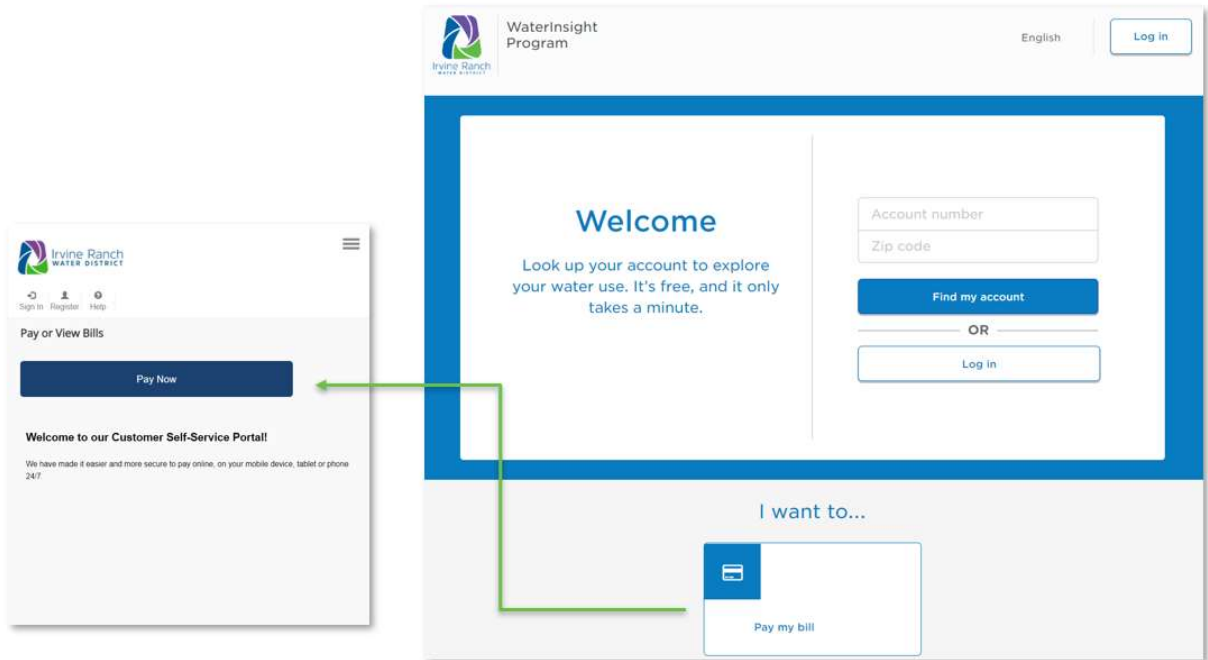 Irvine Ranch
WATER DISTRICT
Sign In Register Help
Pay or View Bills
Pay Now
Welcome to our Customer Self-Service Portal!
We have made it easier and more secure to pay online, on your mobile device, tablet or phone
24/7.
Irvine Ranch
WATER DISTRICT
WaterInsight
Program
English
Log in
Welcome
Look up your account to explore
your water use. It's free, and it only
takes a minute.
Account number
Zip code
Find my account
OR
Log in
I want to...
Pay my bill